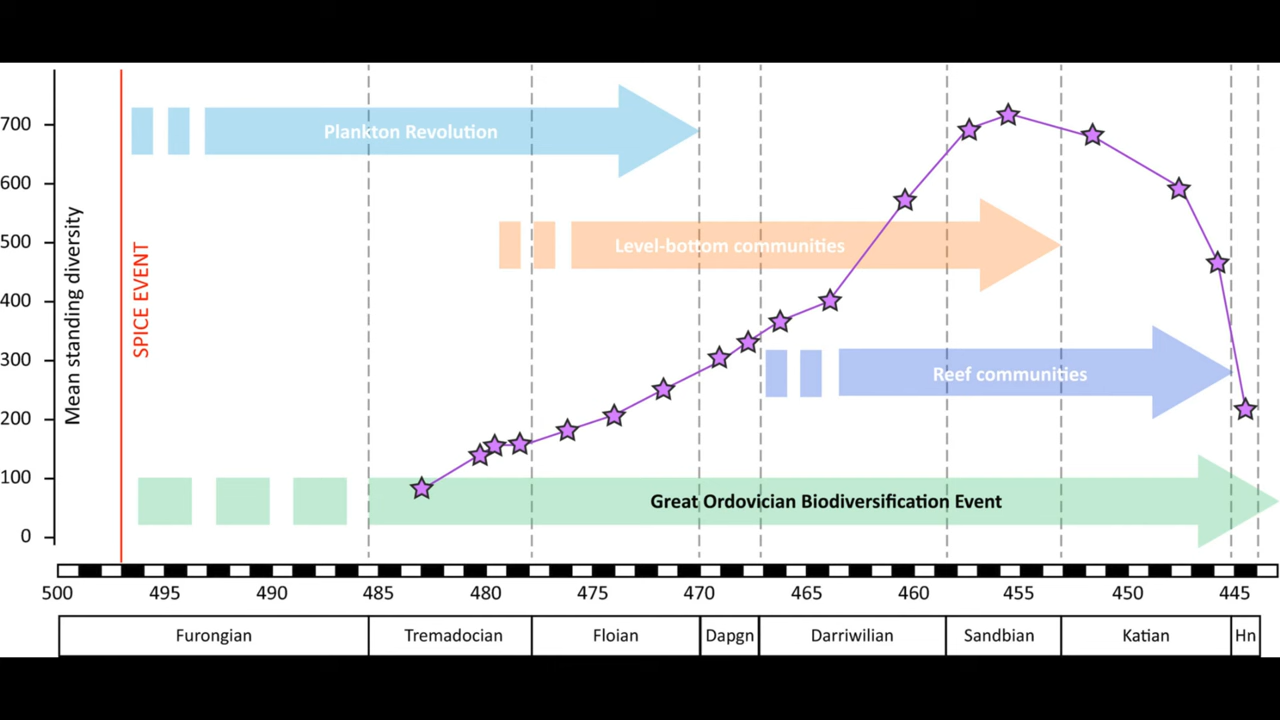 700
600
500
400
300
200
100
0
Mean standing diversity
SPICE EVENT
Plankton Revolution
Level-bottom communities
Reef communities
Great Ordovician Biodiversification Event
500 495 490 485 480 475 470 465 460 455 450 445
Furongian Tremadocian Floian Dapgn Darriwilian Sandbian Katian Hn